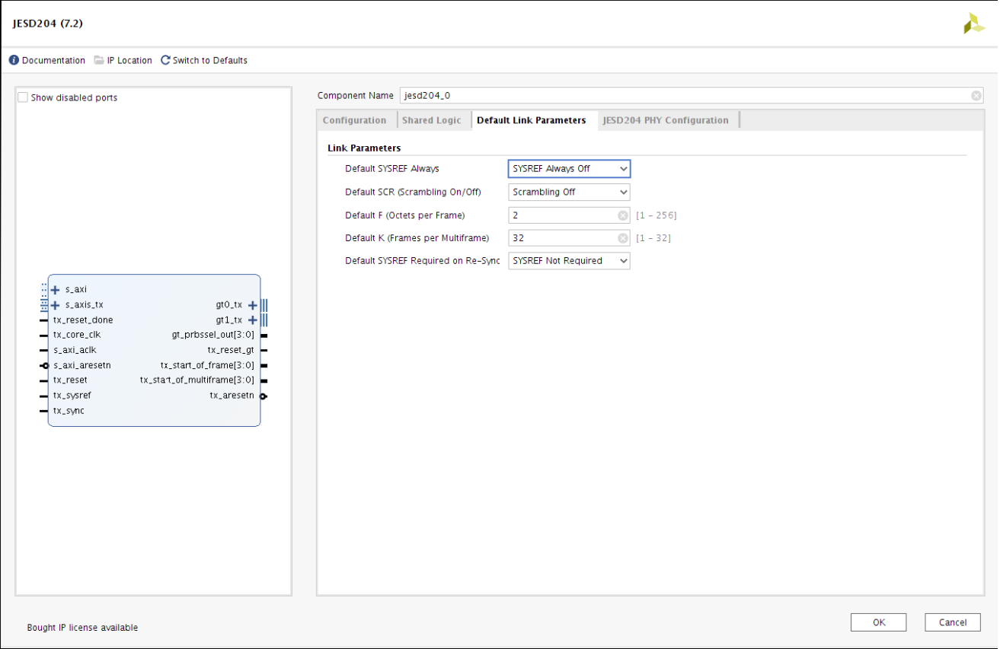 JESD204 (7.2)
Documentation IP Location Switch to Defaults
Show disabled ports
s_axi
s_axis_tx gt0_tx
tx_reset_done gt1_tx
tx_core_clk gt_prbssel_out[3:0]
s_axi_aclk tx_reset_gt
s_axi_aresetn tx_start_of_frame[3:0]
tx_reset tx_start_of_multiframe[3:0]
tx_sysref tx_aresetn
tx_sync
Component Name jesd204_0
Configuration Shared Logic Default Link Parameters JESD204 PHY Configuration
Link Parameters
Default SYSREF Always SYSREF Always Off
Default SCR (Scrambling On/Off) Scrambling Off
Default F (Octets per Frame) 2 [1 - 256]
Default K (Frames per Multiframe) 32 [1 - 32]
Default SYSREF Required on Re-Sync SYSREF Not Required
Bought IP license available
OK Cancel